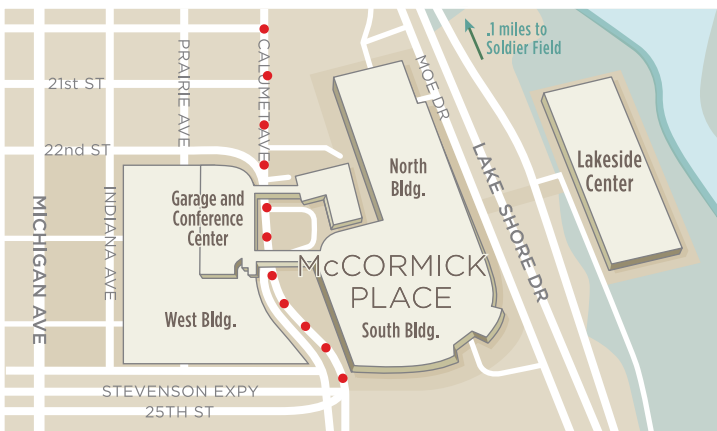 .1 miles to
Soldier Field
PRAIRIE AVE
CALUMET AVE
MOE DR
21st ST
22nd ST
North
Bldg.
Lakeside
Center
LAKE SHORE DR
Garage and
Conference
Center
MICHIGAN AVE
INDIANA AVE
McCORMICK
PLACE
West Bldg.
South Bldg.
STEVENSON EXPY
25TH ST